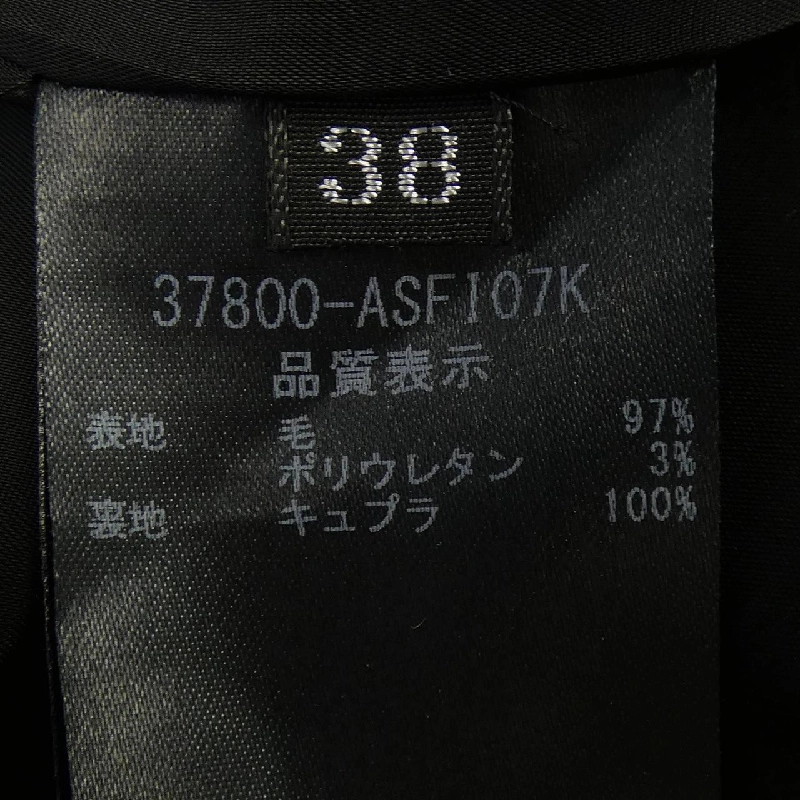 38
37800-ASFI07K
品質表示
表地 毛 97%
ポリウレタン 3%
裏地 キュプラ 100%